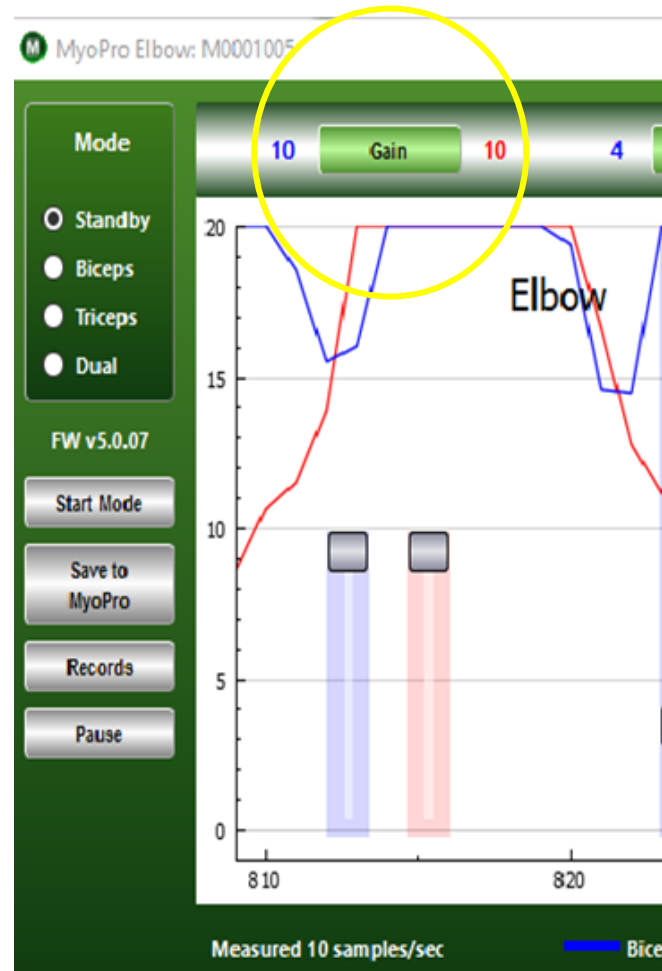 M MyoPro Elbow: M0001005
Mode
Standby
Biceps
Triceps
Dual
FW v5.0.07
Start Mode
Save to
MyoPro
Records
Pause
10 Gain 10 4
Elbow
20
15
10
5
0
810 820
Measured 10 samples/sec Bice